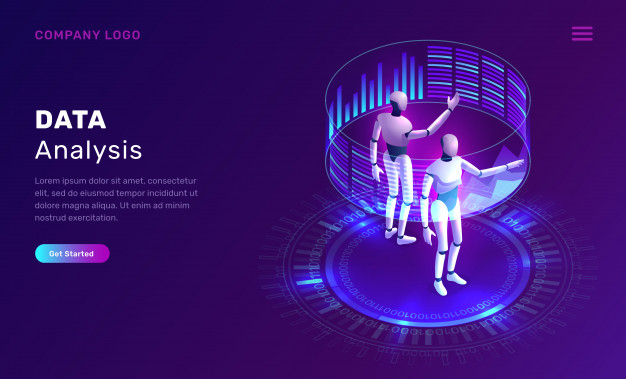 COMPANY LOGO
DATA
Analysis
Lorem ipsum dolor sit amet, consectetur
elit, sed do eiusmod tempor incididunt ut
aliqua magna aliqua. Ut enim ad minim
nostrud exercitation.
Get Started